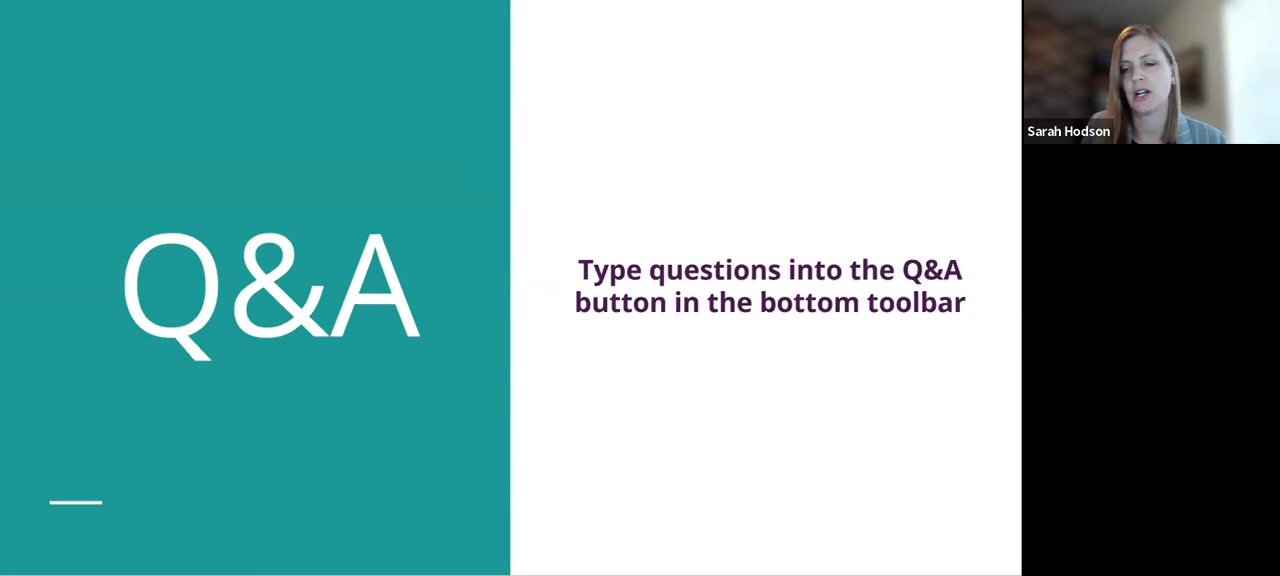 Q&A
Type questions into the Q&A
button in the bottom toolbar
Sarah Hodson